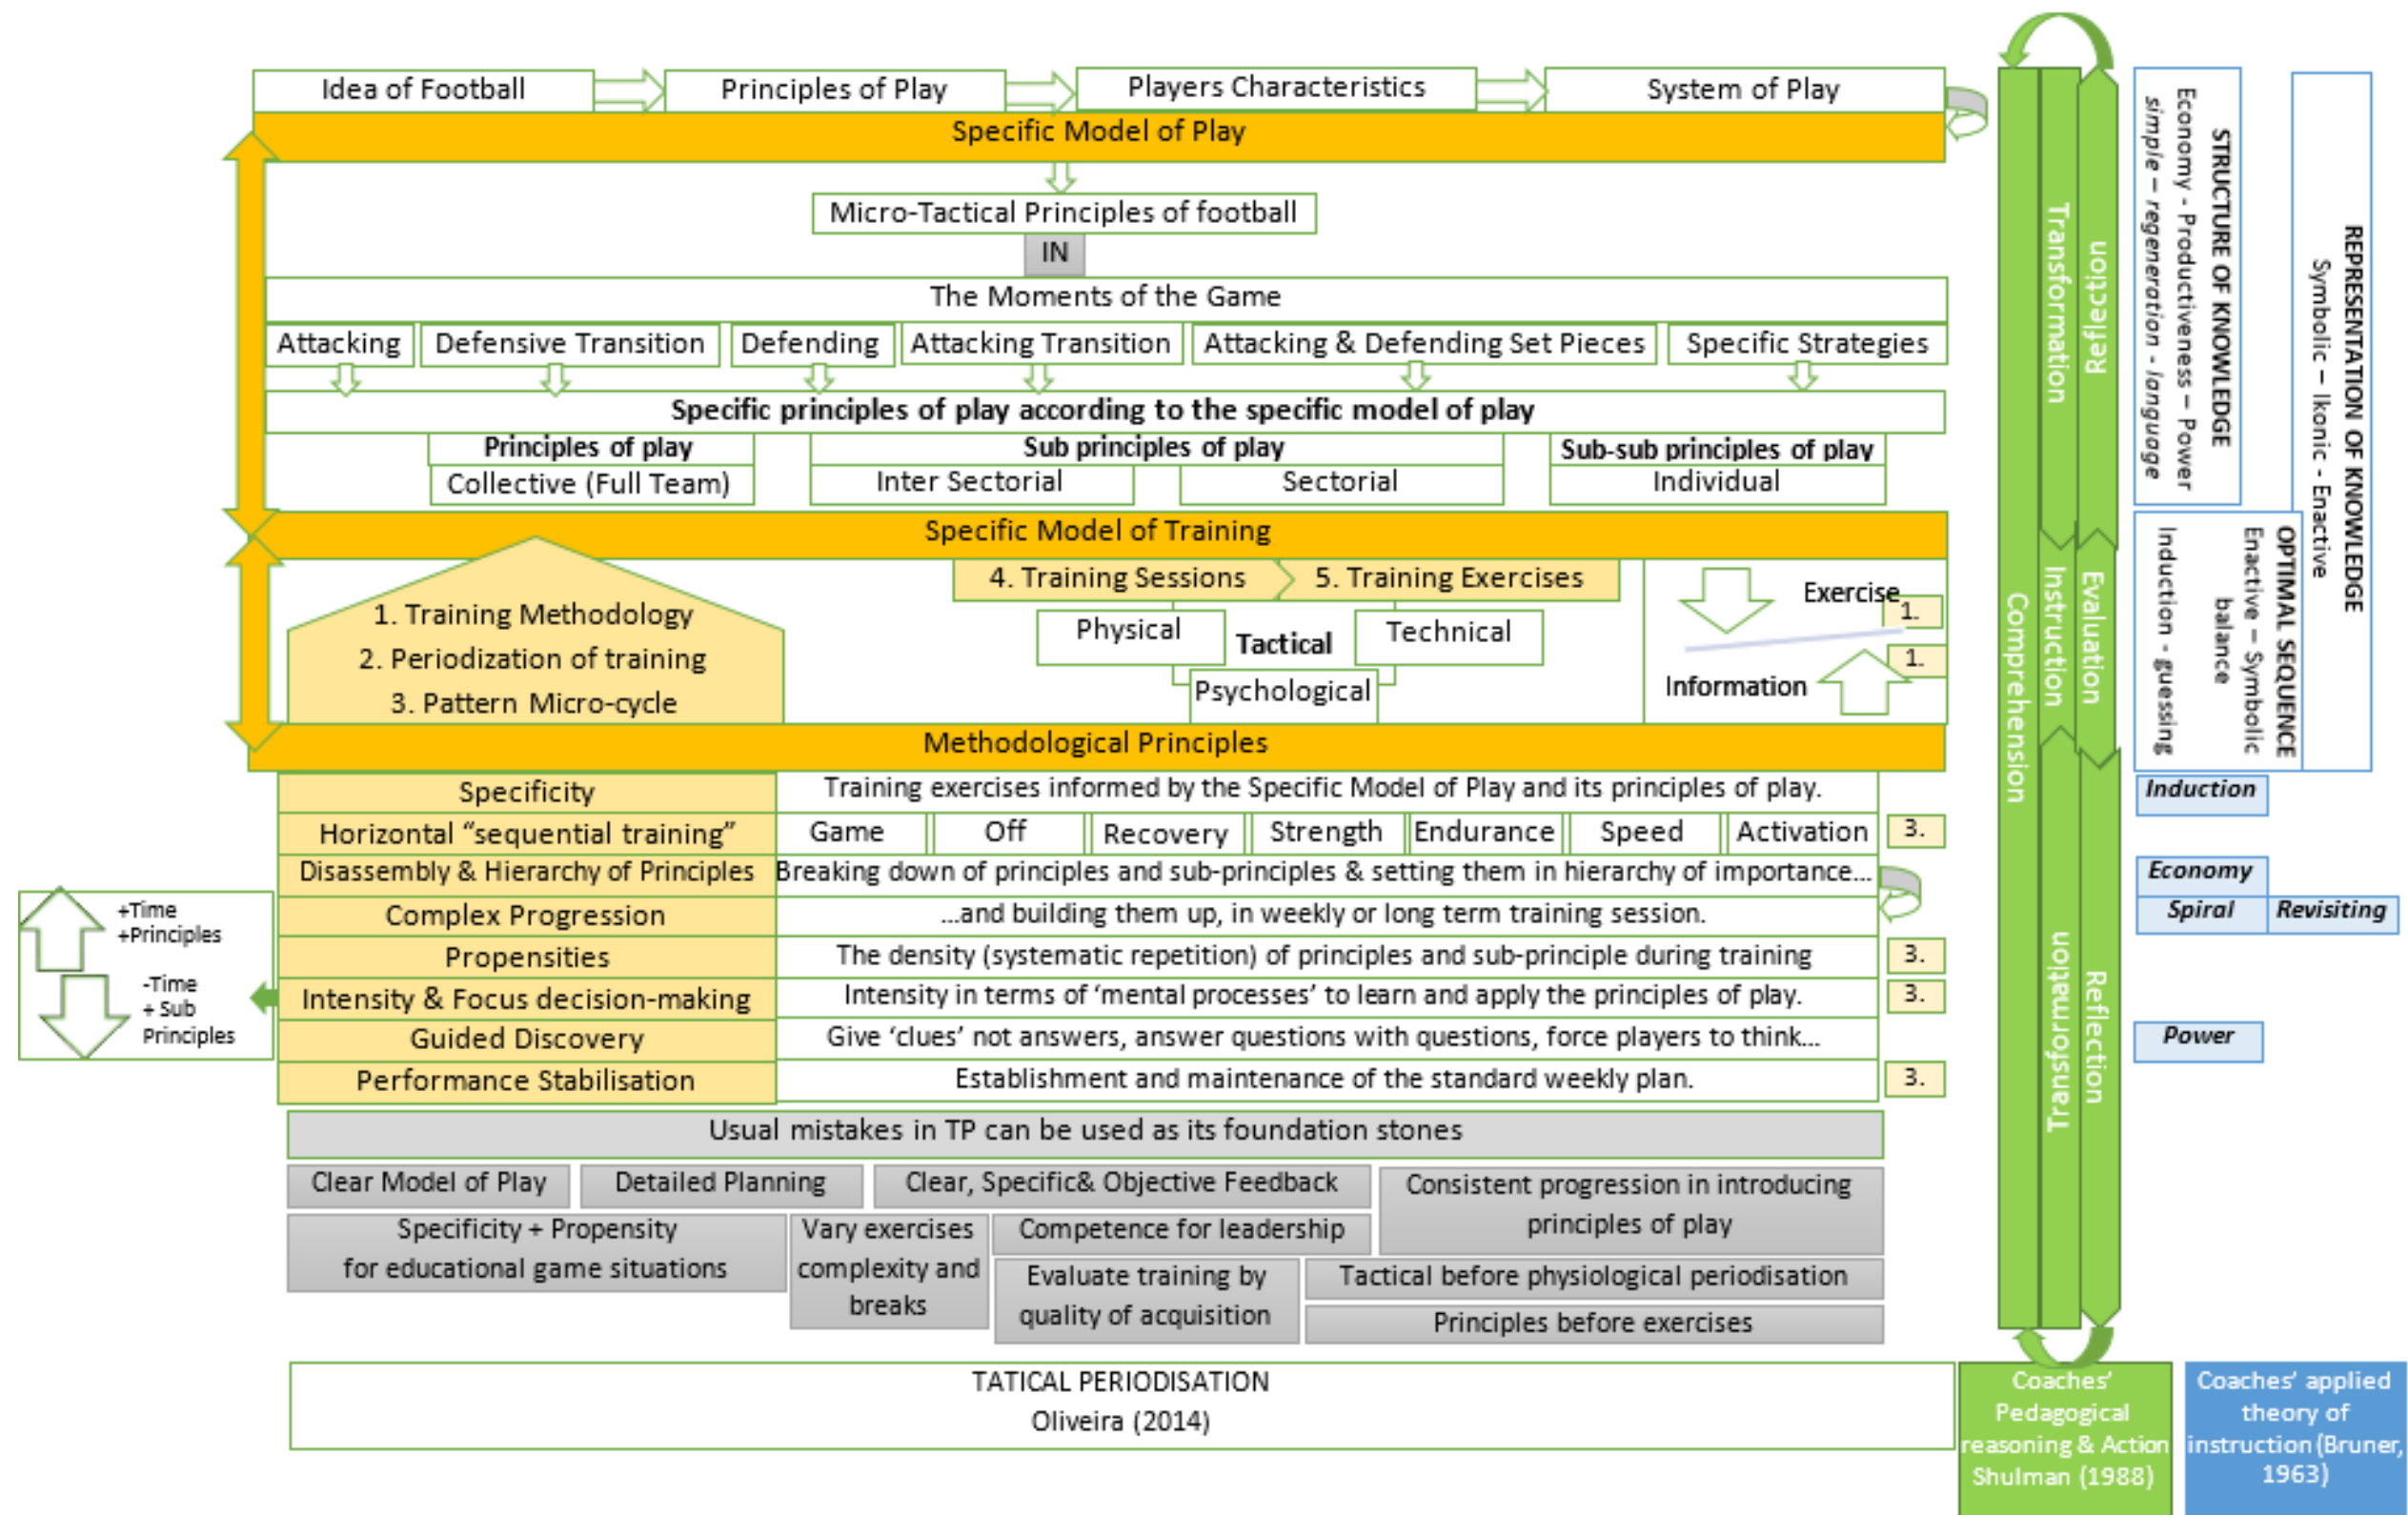 Idea of Football
Principles of Play
Players Characteristics
System of Play
Specific Model of Play
Micro-Tactical Principles of football
IN
The Moments of the Game
Attacking
Defensive Transition
Defending
Attacking Transition
Attacking & Defending Set Pieces
Specific Strategies
Specific principles of play according to the specific model of play
Principles of play
Sub principles of play
Sub-sub principles of play
Collective (Full Team)
Inter Sectorial
Sectorial
Individual
Specific Model of Training
1. Training Methodology
2. Periodization of training
3. Pattern Micro-cycle
4. Training Sessions
5. Training Exercises
Physical
Tactical
Technical
Psychological
Exercise
1.
1.
Information
Methodological Principles
Specificity
Training exercises informed by the Specific Model of Play and its principles of play.
Horizontal “sequential training”
Game
Off
Recovery
Strength
Endurance
Speed
Activation
3.
Disassembly & Hierarchy of Principles
Breaking down of principles and sub-principles & setting them in hierarchy of importance...
Complex Progression
...and building them up, in weekly or long term training session.
Propensities
The density (systematic repetition) of principles and sub-principle during training
3.
Intensity & Focus decision-making
Intensity in terms of ‘mental processes’ to learn and apply the principles of play.
3.
Guided Discovery
Give ‘clues’ not answers, answer questions with questions, force players to think...
Performance Stabilisation
Establishment and maintenance of the standard weekly plan.
3.
+Time
+Principles
-Time
+ Sub
Principles
Usual mistakes in TP can be used as its foundation stones
Clear Model of Play
Detailed Planning
Clear, Specific& Objective Feedback
Consistent progression in introducing
principles of play
Specificity + Propensity
for educational game situations
Vary exercises
complexity and
breaks
Competence for leadership
Evaluate training by
quality of acquisition
Tactical before physiological periodisation
Principles before exercises
TATICAL PERIODISATION
Oliveira (2014)
Comprehension
Transformation
Instruction
Transformation
Reflection
Evaluation
Reflection
Coaches’
Pedagogical
reasoning & Action
Shulman (1988)
STRUCTURE OF KNOWLEDGE
Economy - Productiveness – Power
simple – regeneration - language
REPRESENTATION OF KNOWLEDGE
Symbolic – Ikonic - Enactive
OPTIMAL SEQUENCE
Enactive – Symbolic
balance
Induction - guessing
Induction
Economy
Spiral
Revisiting
Power
Coaches’ applied
theory of
instruction (Bruner,
1963)